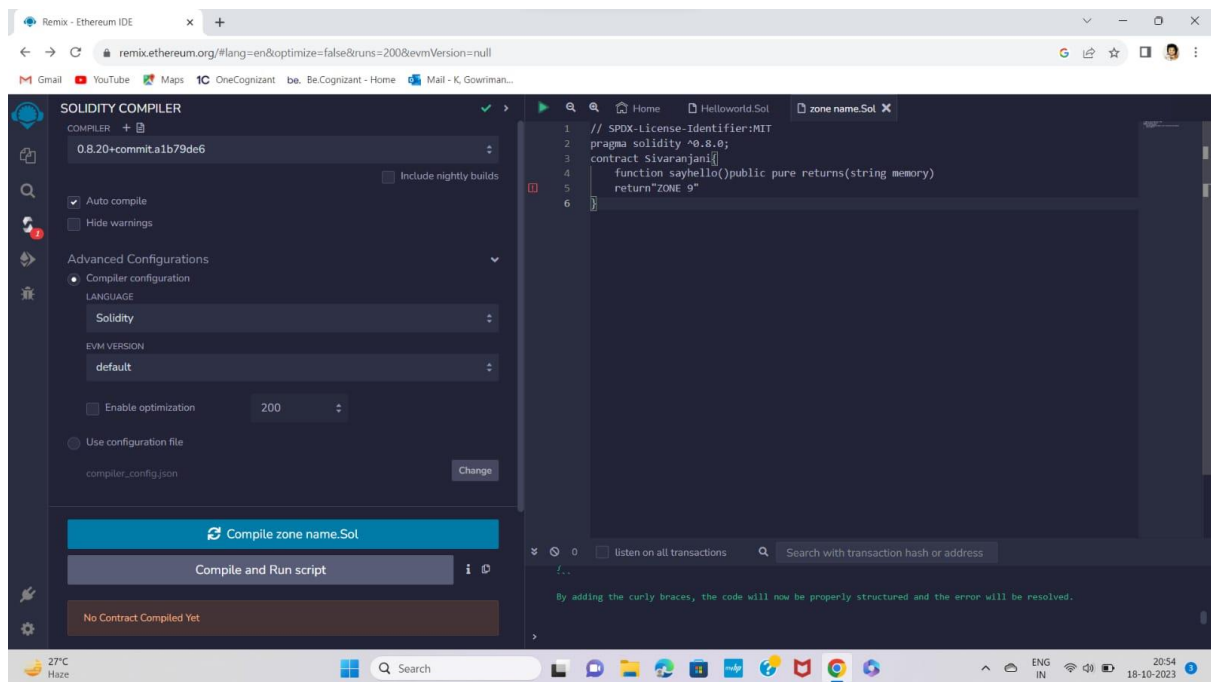 Remix - Ethereum IDE
remix.ethereum.org/#lang=en&optimize=false&runs=200&evmVersion=null
Gmail YouTube Maps 1C OneCognizant be. Be.Cognizant - Home Mail - K, Gowriman...
SOLIDITY COMPILER
COMPILER
0.8.20+commit.a1b79de6
Include nightly builds
Auto compile
Hide warnings
Advanced Configurations
Compiler configuration
LANGUAGE
Solidity
EVM VERSION
default
Enable optimization 200
Use configuration file
compiler_config.json Change
Compile zone name.Sol
Compile and Run script
No Contract Compiled Yet
1
Home Helloworld.Sol zone name.Sol
1 // SPDX-License-Identifier:MIT
2 pragma solidity ^0.8.0;
3 contract Sivaranjani{
4 function sayhello()public pure returns(string memory)
5 return"ZONE 9"
6 }
0 listen on all transactions Search with transaction hash or address
By adding the curly braces, the code will now be properly structured and the error will be resolved.
>
27°C
Haze
Search
ENG
IN
20:54
18-10-2023
3